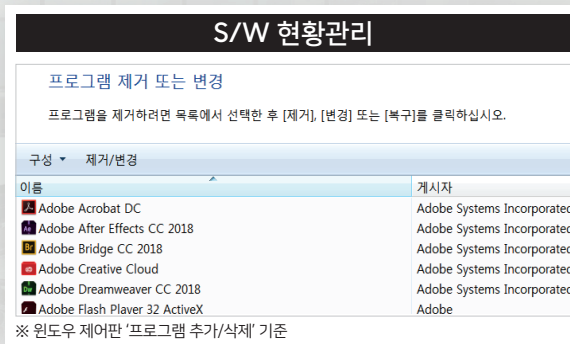 S/W 현황관리
프로그램 제거 또는 변경
프로그램을 제거하려면 목록에서 선택한 후 [제거], [변경] 또는 [복구]를 클릭하십시오.
구성 제거/변경
이름 게시자
Adobe Acrobat DC Adobe Systems Incorporated
Adobe After Effects CC 2018 Adobe Systems Incorporated
Adobe Bridge CC 2018 Adobe Systems Incorporated
Adobe Creative Cloud Adobe Systems Incorporated
Adobe Dreamweaver CC 2018 Adobe Systems Incorporated
Adobe Flash Player 32 ActiveX Adobe
※ 윈도우 제어판 ‘프로그램 추가/삭제’ 기준